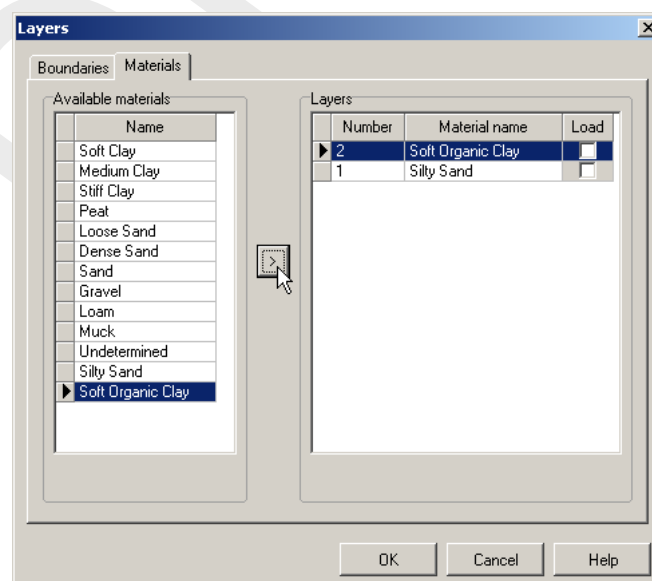 Layers
Boundaries Materials
Available materials
Name
Soft Clay
Medium Clay
Stiff Clay
Peat
Loose Sand
Dense Sand
Sand
Gravel
Loam
Muck
Undetermined
Silty Sand
Soft Organic Clay
>
Layers
Number Material name Load
2 Soft Organic Clay
1 Silty Sand
OK Cancel Help